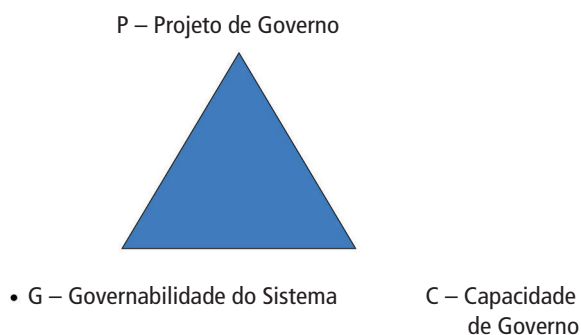 P – Projeto de Governo
• G – Governabilidade do Sistema
C – Capacidade
de Governo